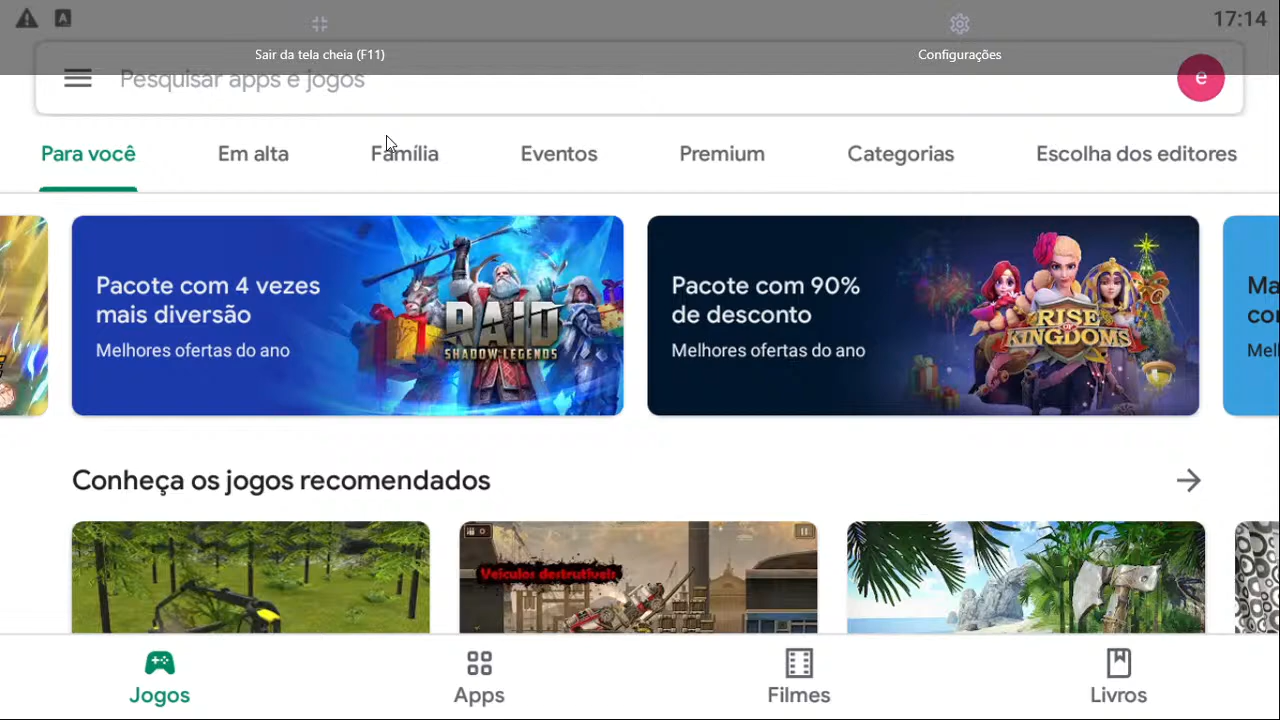 17:14
Sair da tela cheia (F11)
Configurações
Pesquisar apps e jogos
e
Para você
Em alta
Família
Eventos
Premium
Categorias
Escolha dos editores
Pacote com 4 vezes
mais diversão
Melhores ofertas do ano
RAID
SHADOW LEGENDS
Pacote com 90%
de desconto
Melhores ofertas do ano
RISE
OF
KINGDOMS
Conheça os jogos recomendados
Veículos destrutíveis
Jogos
Apps
Filmes
Livros